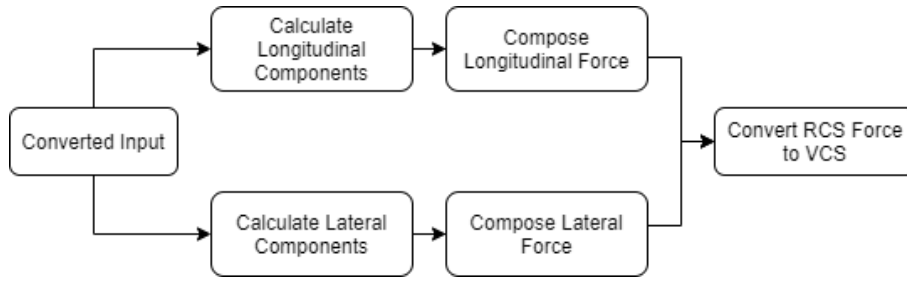 Calculate
Longitudinal
Components
Compose
Longitudinal Force
Converted Input
Convert RCS Force
to VCS
Calculate Lateral
Components
Compose Lateral
Force